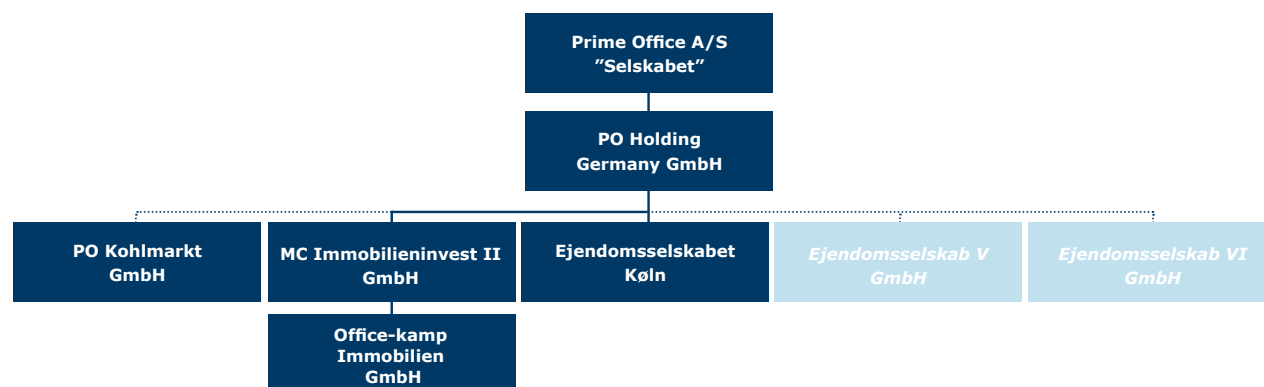 Prime Office A/S
”Selskabet”
PO Holding
Germany GmbH
PO Kohlmarkt
GmbH
MC Immobilieninvest II
GmbH
Ejendomsselskabet
Køln
Ejendomsselskab V
GmbH
Ejendomsselskab VI
GmbH
Office-kamp
Immobilien
GmbH